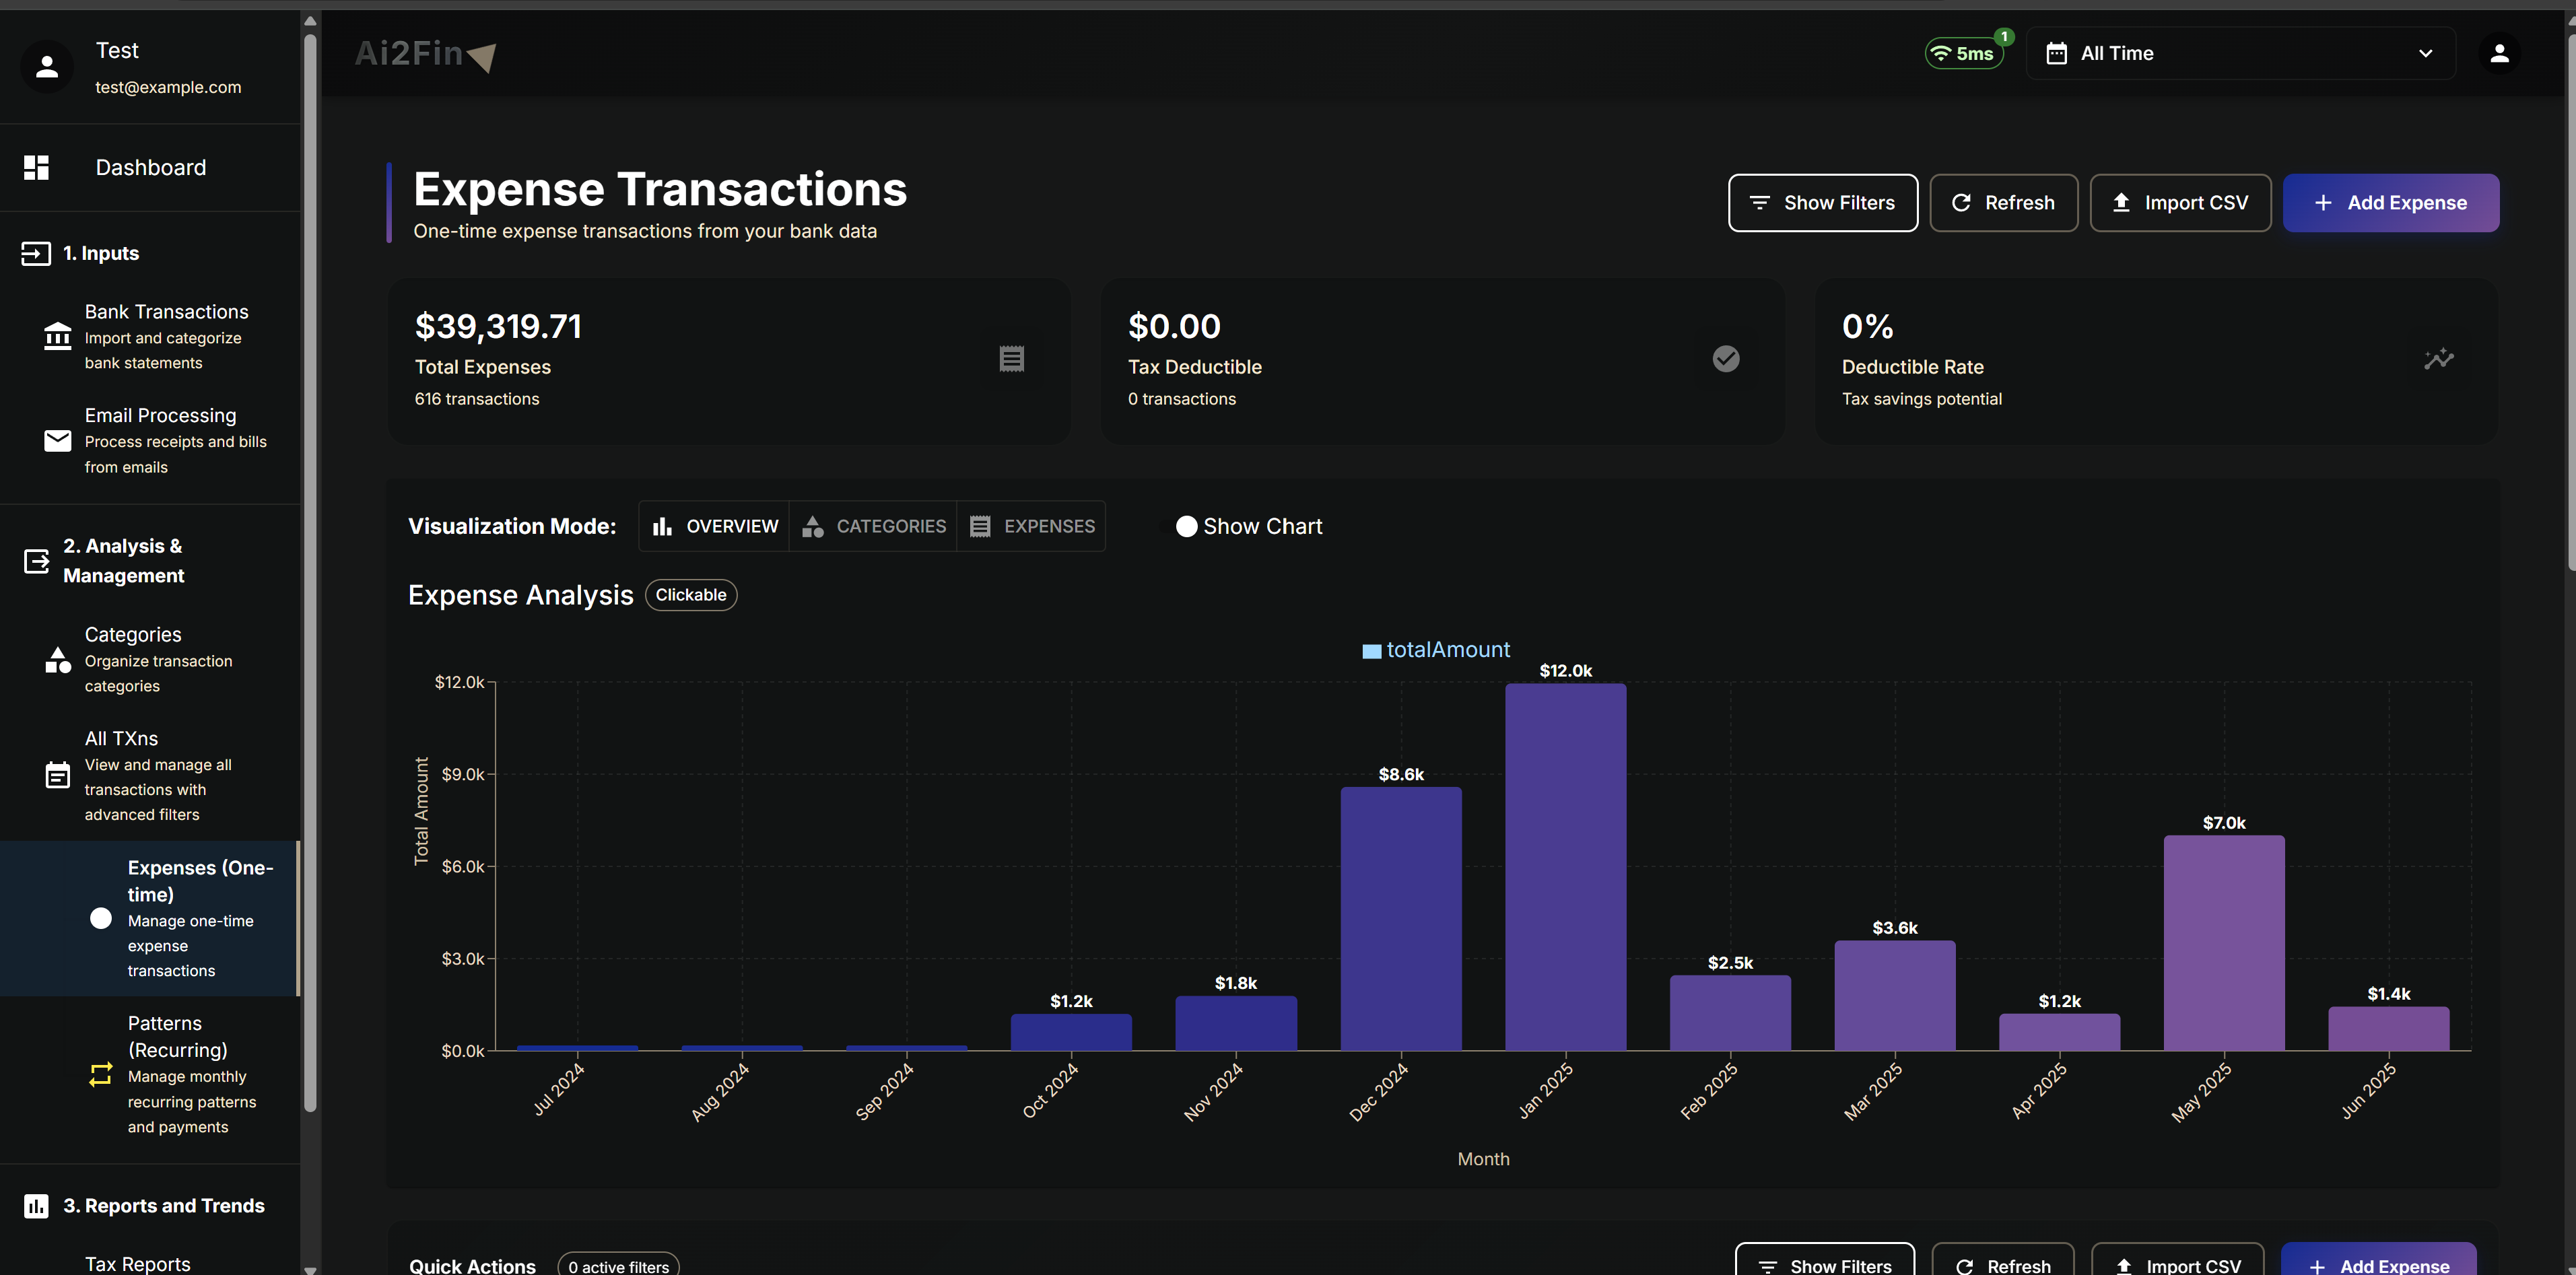 Test
test@example.com
Dashboard
1. Inputs
Bank Transactions
Import and categorize
bank statements
Email Processing
Process receipts and bills
from emails
2. Analysis &
Management
Categories
Organize transaction
categories
All TXns
View and manage all
transactions with
advanced filters
Expenses (One-
time)
Manage one-time
expense
transactions
Patterns
(Recurring)
Manage monthly
recurring patterns
and payments
3. Reports and Trends
Tax Reports
Ai2Fin
5ms
1
All Time
Expense Transactions
One-time expense transactions from your bank data
Show Filters
Refresh
Import CSV
Add Expense
$39,319.71
Total Expenses
616 transactions
$0.00
Tax Deductible
0 transactions
0%
Deductible Rate
Tax savings potential
Visualization Mode:
OVERVIEW
CATEGORIES
EXPENSES
Show Chart
Expense Analysis
Clickable
totalAmount
Total Amount
$12.0k
$9.0k
$6.0k
$3.0k
$0.0k
$1.2k
$1.8k
$8.6k
$12.0k
$2.5k
$3.6k
$1.2k
$7.0k
$1.4k
Jul 2024
Aug 2024
Sep 2024
Oct 2024
Nov 2024
Dec 2024
Jan 2025
Feb 2025
Mar 2025
Apr 2025
May 2025
Jun 2025
Month
Quick Actions
0 active filters
Show Filters
Refresh
Import CSV
Add Expense